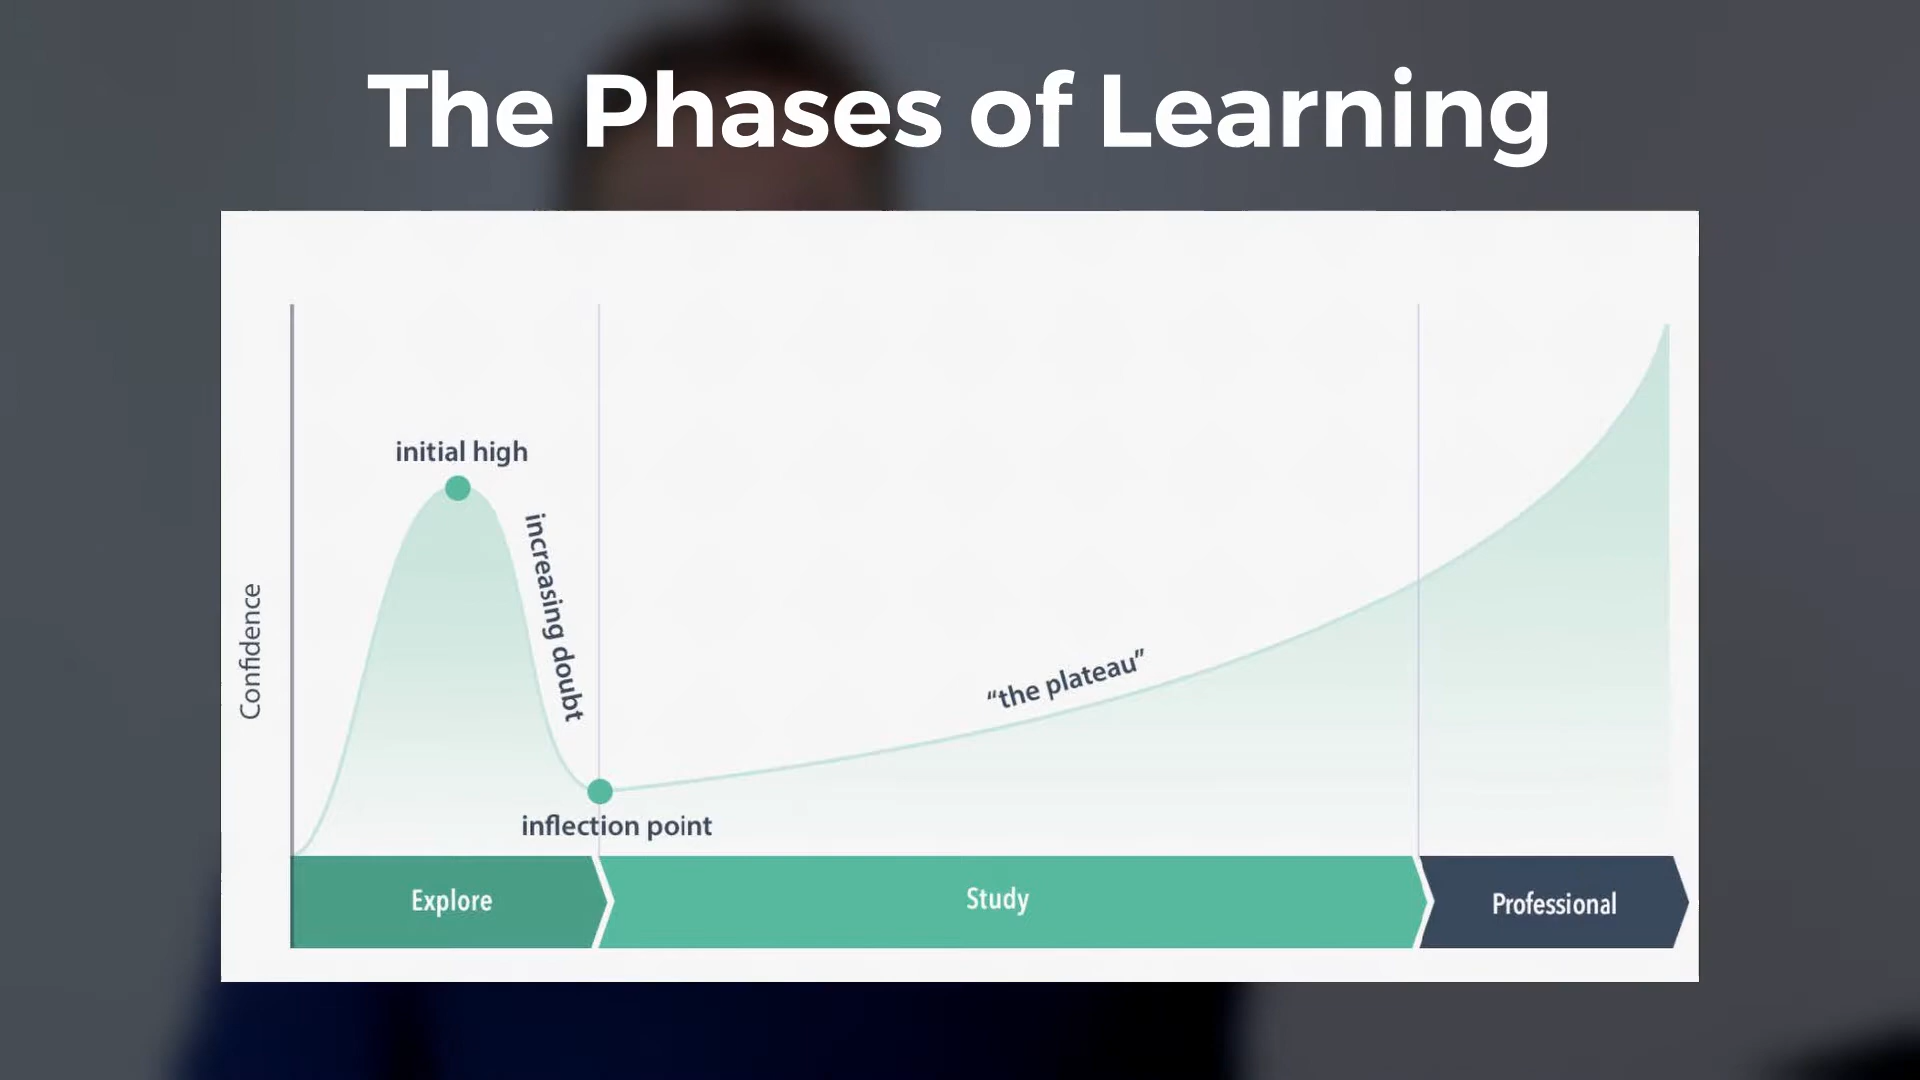 The Phases of Learning
initial high
increasing doubt
Confidence
“the plateau”
inflection point
Explore
Study
Professional